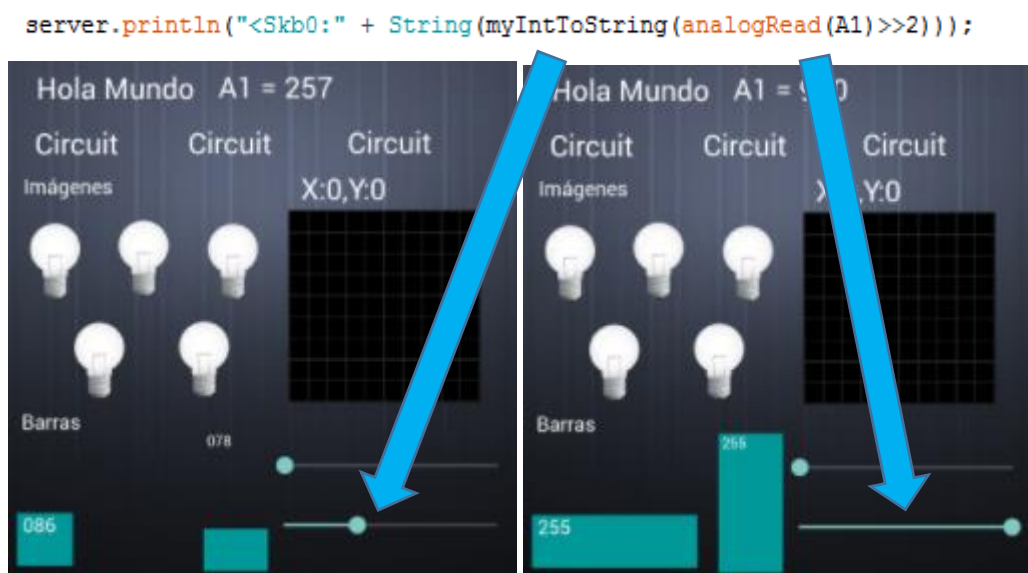 server.println("<Skb0:" + String(myIntToString(analogRead(A1)>>2)));
Hola Mundo A1 = 257
Circuit Circuit Circuit
Imágenes
X:0,Y:0
Barras
078
086
Hola Mundo A1 =
Circuit Circuit Circuit
Imágenes
Barras
255
255